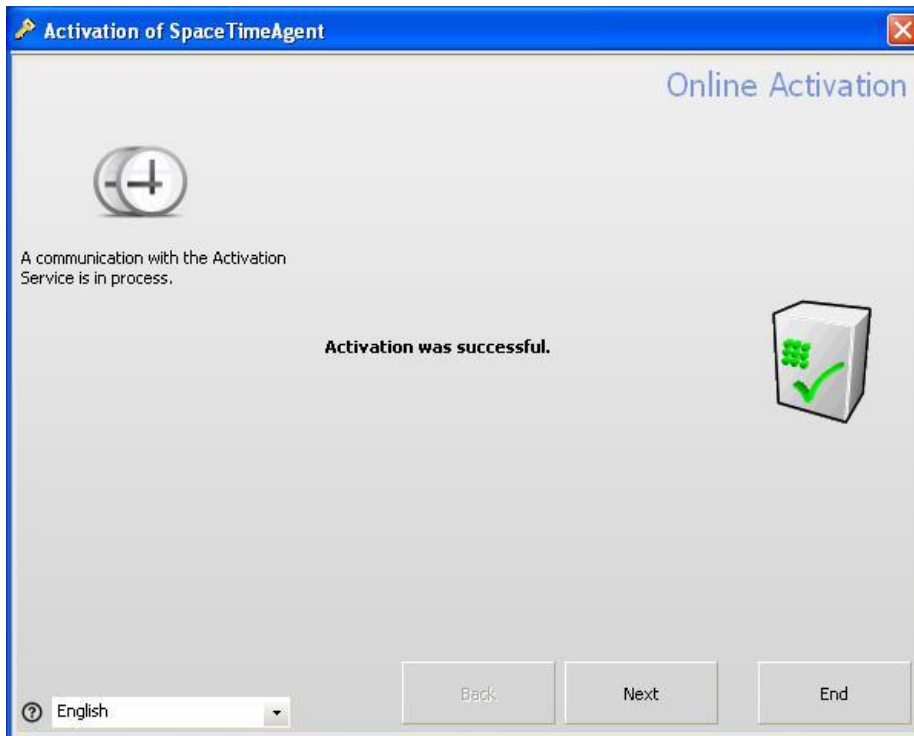 Activation of SpaceTimeAgent
Online Activation
A communication with the Activation
Service is in process.
Activation was successful.
English
Back
Next
End